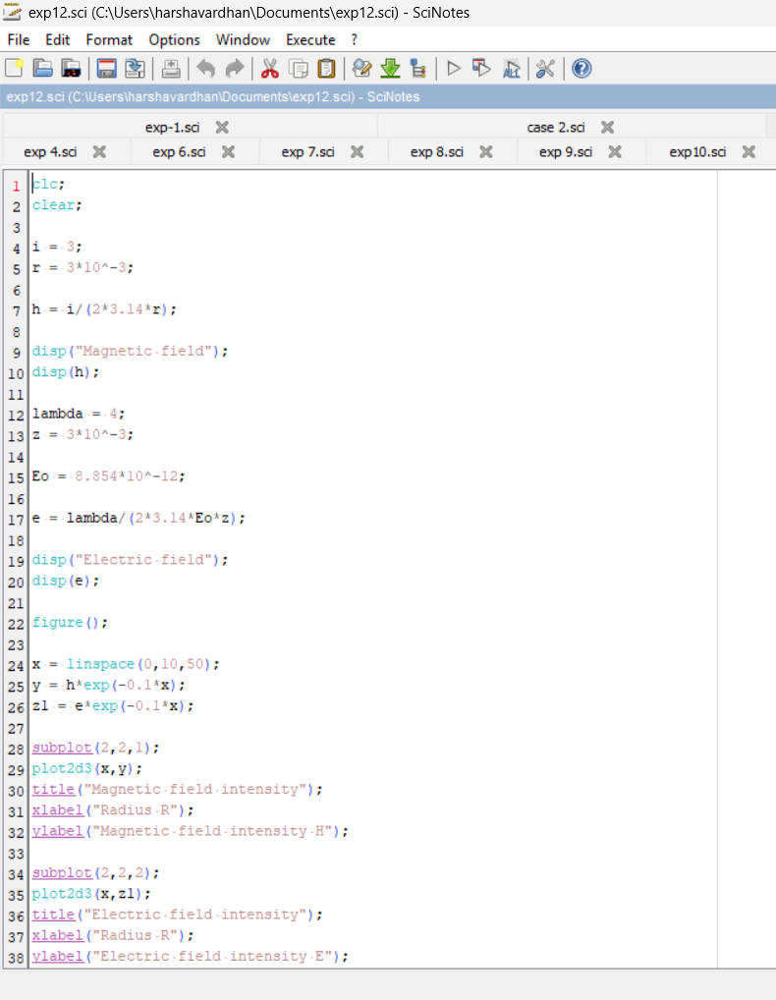 exp12.sci (C:\Users\harshavardhan\Documents\exp12.sci) - SciNotes
File Edit Format Options Window Execute ?
exp12.sci (C:\Users\harshavardhan\Documents\exp12.sci) - SciNotes
exp-1.sci case 2.sci
exp 4.sci exp 6.sci exp 7.sci exp 8.sci exp 9.sci exp10.sci
1 clc;
2 clear;
3
4 i = 3;
5 r = 3*10^-3;
6
7 h = i/(2*3.14*r);
8
9 disp("Magnetic field");
10 disp(h);
11
12 lambda = 4;
13 z = 3*10^-3;
14
15 Eo = 8.854*10^-12;
16
17 e = lambda/(2*3.14*Eo*z);
18
19 disp("Electric field");
20 disp(e);
21
22 figure();
23
24 x = linspace(0,10,50);
25 y = h*exp(-0.1*x);
26 z1 = e*exp(-0.1*x);
27
28 subplot(2,2,1);
29 plot2d3(x,y);
30 title("Magnetic field intensity");
31 xlabel("Radius R");
32 ylabel("Magnetic field intensity H");
33
34 subplot(2,2,2);
35 plot2d3(x,z1);
36 title("Electric field intensity");
37 xlabel("Radius R");
38 ylabel("Electric field intensity E");